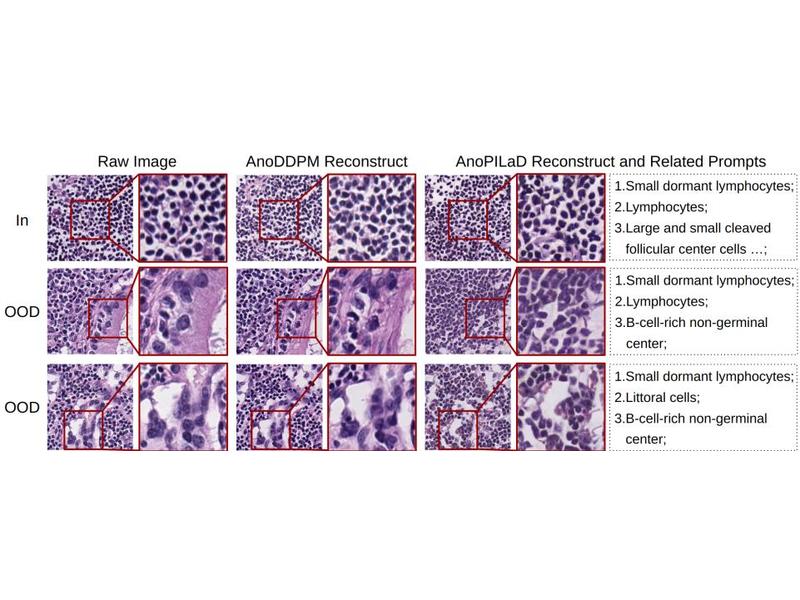 Raw Image AnoDDPM Reconstruct AnoPILaD Reconstruct and Related Prompts
In
1.Small dormant lymphocytes;
2.Lymphocytes;
3.Large and small cleaved
follicular center cells ...;
OOD
1.Small dormant lymphocytes;
2.Lymphocytes;
3.B-cell-rich non-germinal
center;
OOD
1.Small dormant lymphocytes;
2.Littoral cells;
3.B-cell-rich non-germinal
center;